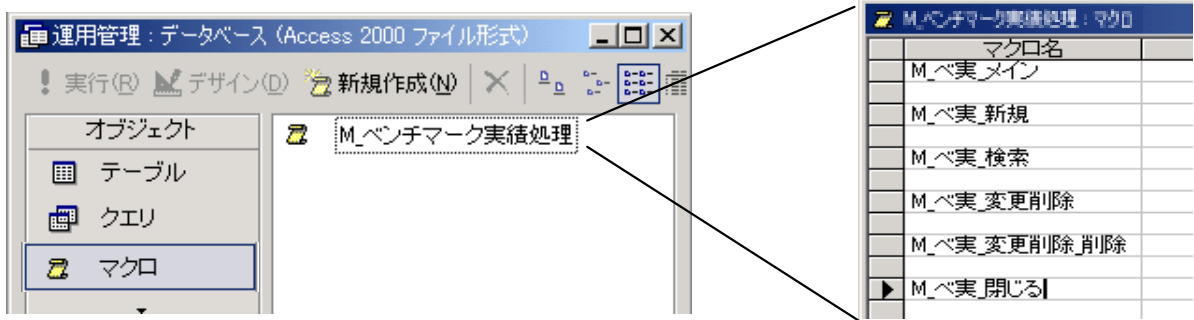 運用管理 : データベース (Access 2000 ファイル形式)
実行(R) デザイン(D) 新規作成(N)
オブジェクト
テーブル
クエリ
マクロ
M_ベンチマーク実績処理
M_ベンチマーク実績処理 : マクロ
マクロ名
M_ベ実_メイン
M_ベ実_新規
M_ベ実_検索
M_ベ実_変更削除
M_ベ実_変更削除_削除
M_ベ実_閉じる